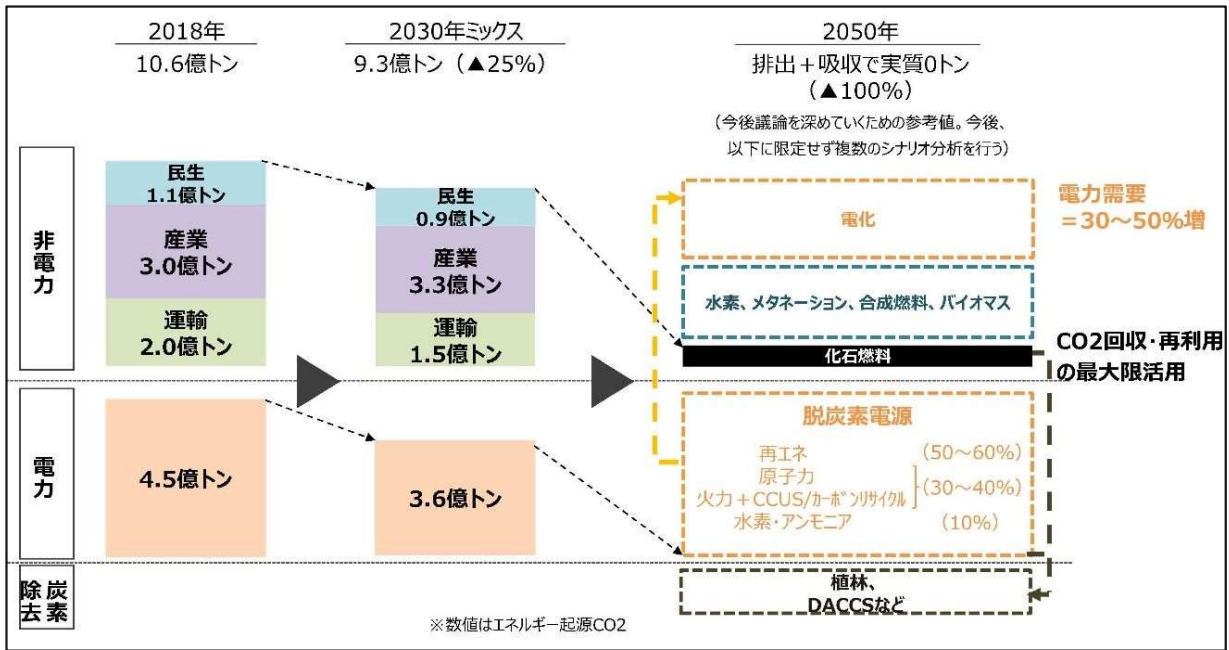 2018年
10.6億トン
2030年ミックス
9.3億トン（▲25%）
2050年
排出＋吸収で実質0トン
（▲100%）
（今後議論を深めていくための参考値。今後、
以下に限定せず複数のシナリオ分析を行う）
非電力
民生
1.1億トン
産業
3.0億トン
運輸
2.0億トン
民生
0.9億トン
産業
3.3億トン
運輸
1.5億トン
電化
水素、メタネーション、合成燃料、バイオマス
化石燃料
電力需要
＝30～50%増
CO2回収・再利用
の最大限活用
電力
4.5億トン
3.6億トン
脱炭素電源
再エネ （50～60%）
原子力
火力＋CCUS/カーボンリサイクル （30～40%）
水素・アンモニア （10%）
炭素除去
植林、
DACCSなど
※数値はエネルギー起源CO2